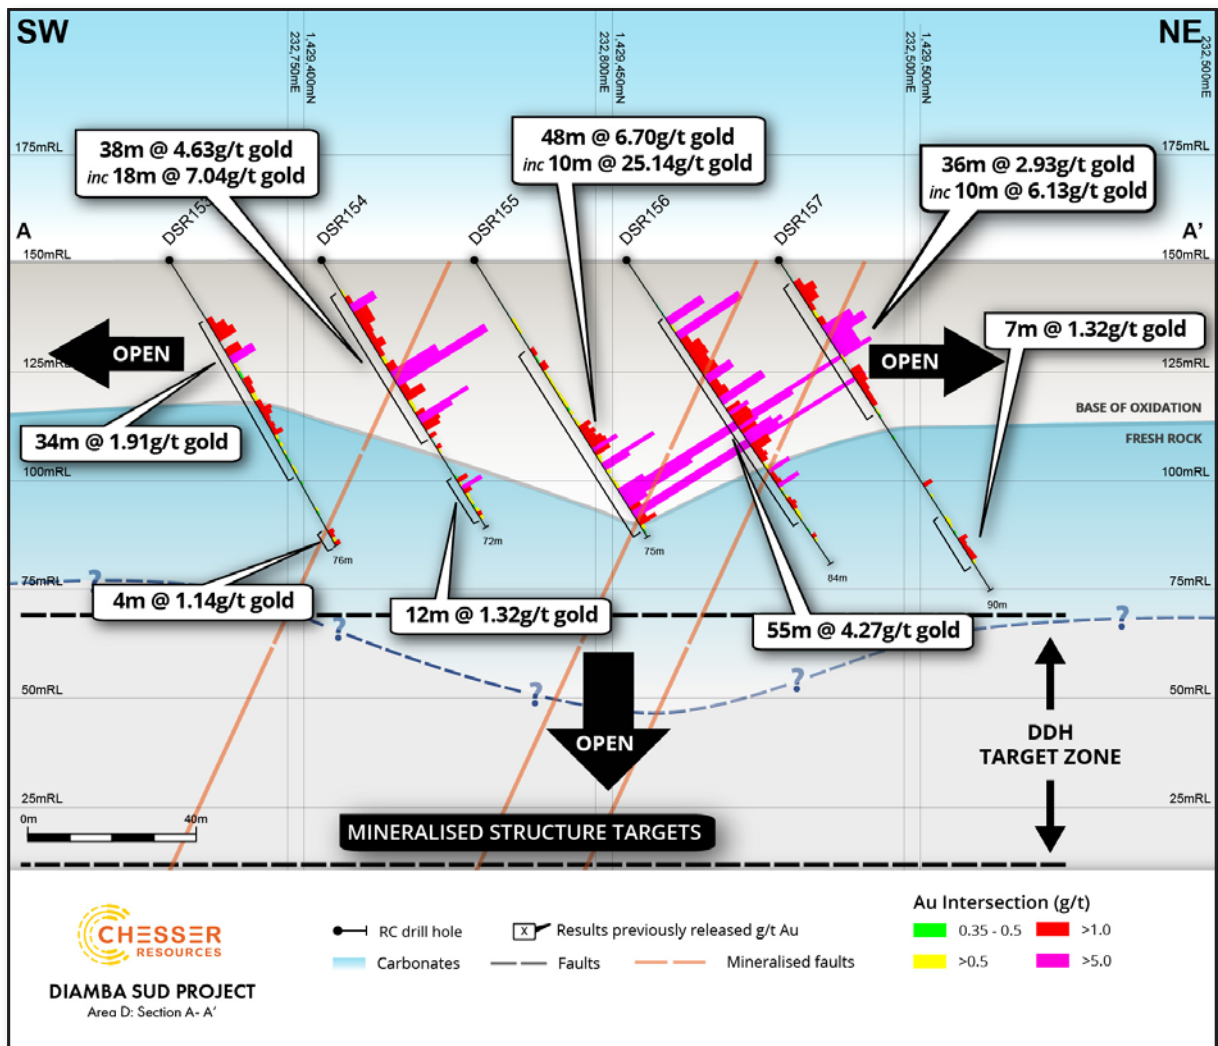 SW
NE
232,750mE
1,429,400mN
232,800mE
1,429,450mN
232,500mE
1,429,500mN
232,500mE
175mRL
175mRL
38m @ 4.63g/t gold
inc 18m @ 7.04g/t gold
48m @ 6.70g/t gold
inc 10m @ 25.14g/t gold
36m @ 2.93g/t gold
inc 10m @ 6.13g/t gold
DSR153
DSR154
DSR155
DSR156
DSR157
A
A’
150mRL
150mRL
7m @ 1.32g/t gold
OPEN
OPEN
125mRL
125mRL
BASE OF OXIDATION
FRESH ROCK
34m @ 1.91g/t gold
100mRL
100mRL
72m
75m
76m
84m
90m
75mRL
75mRL
?
4m @ 1.14g/t gold
12m @ 1.32g/t gold
55m @ 4.27g/t gold
?
?
?
?
50mRL
50mRL
OPEN
DDH
TARGET ZONE
25mRL
25mRL
0m
40m
MINERALISED STRUCTURE TARGETS
CHESSER
RESOURCES
DIAMBA SUD PROJECT
Area D: Section A- A’
RC drill hole
X
Results previously released g/t Au
Carbonates
Faults
Mineralised faults
Au Intersection (g/t)
0.35 - 0.5
>1.0
>0.5
>5.0